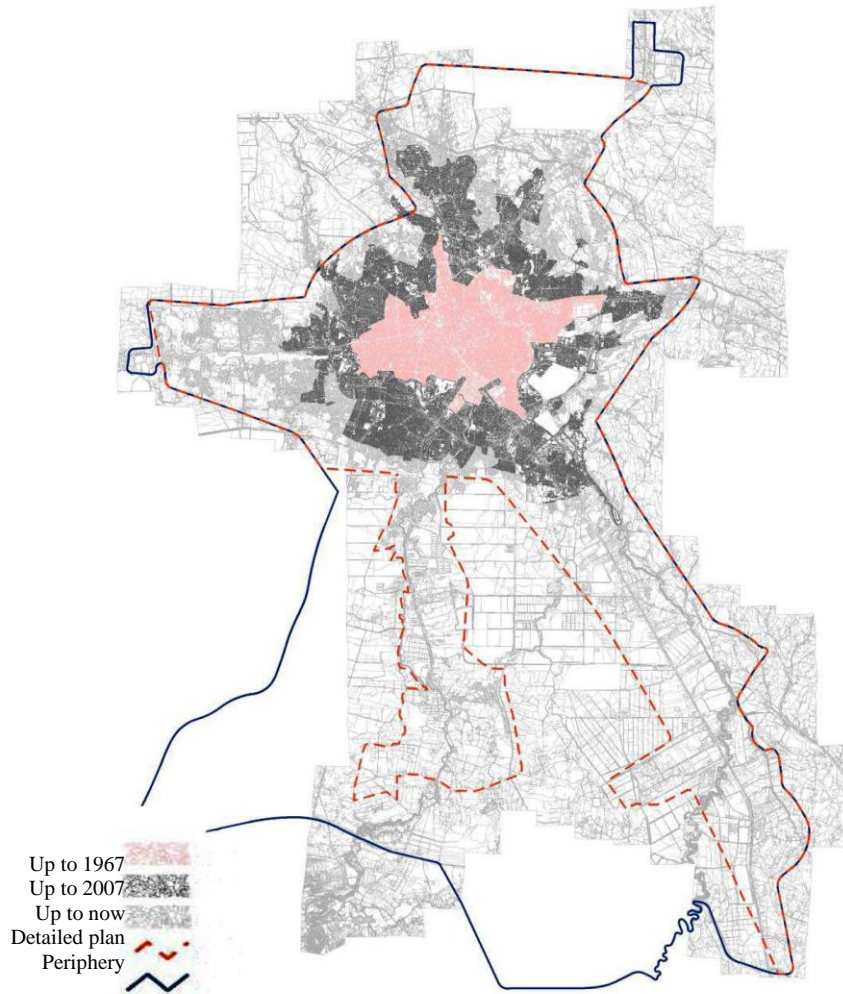 Up to 1967
Up to 2007
Up to now
Detailed plan
Periphery